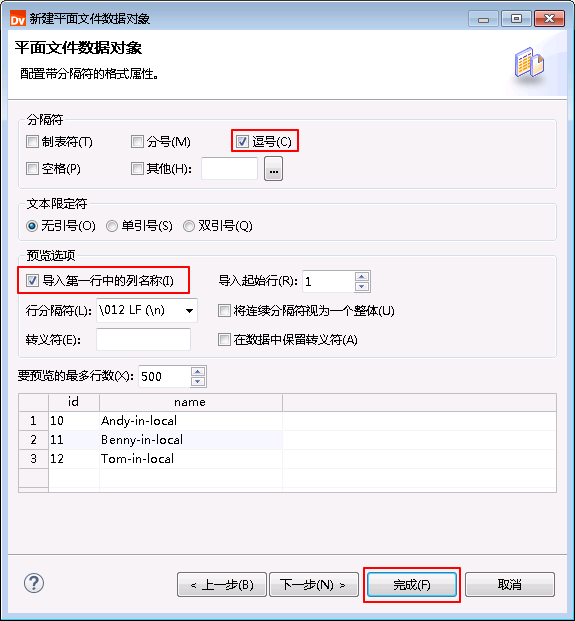 Dv 新建平面文件数据对象
平面文件数据对象
配置带分隔符的格式属性。
分隔符
制表符(T) 分号(M) 逗号(C)
空格(P) 其他(H): ...
文本限定符
无引号(O) 单引号(S) 双引号(Q)
预览选项
导入第一行中的列名称(I) 导入起始行(R): 1
行分隔符(L): \012 LF (\n) 将连续分隔符视为一个整体(U)
转义符(E): 在数据中保留转义符(A)
要预览的最多行数(X): 500
id name
1 10 Andy-in-local
2 11 Benny-in-local
3 12 Tom-in-local
? < 上一步(B) 下一步(N) > 完成(F) 取消